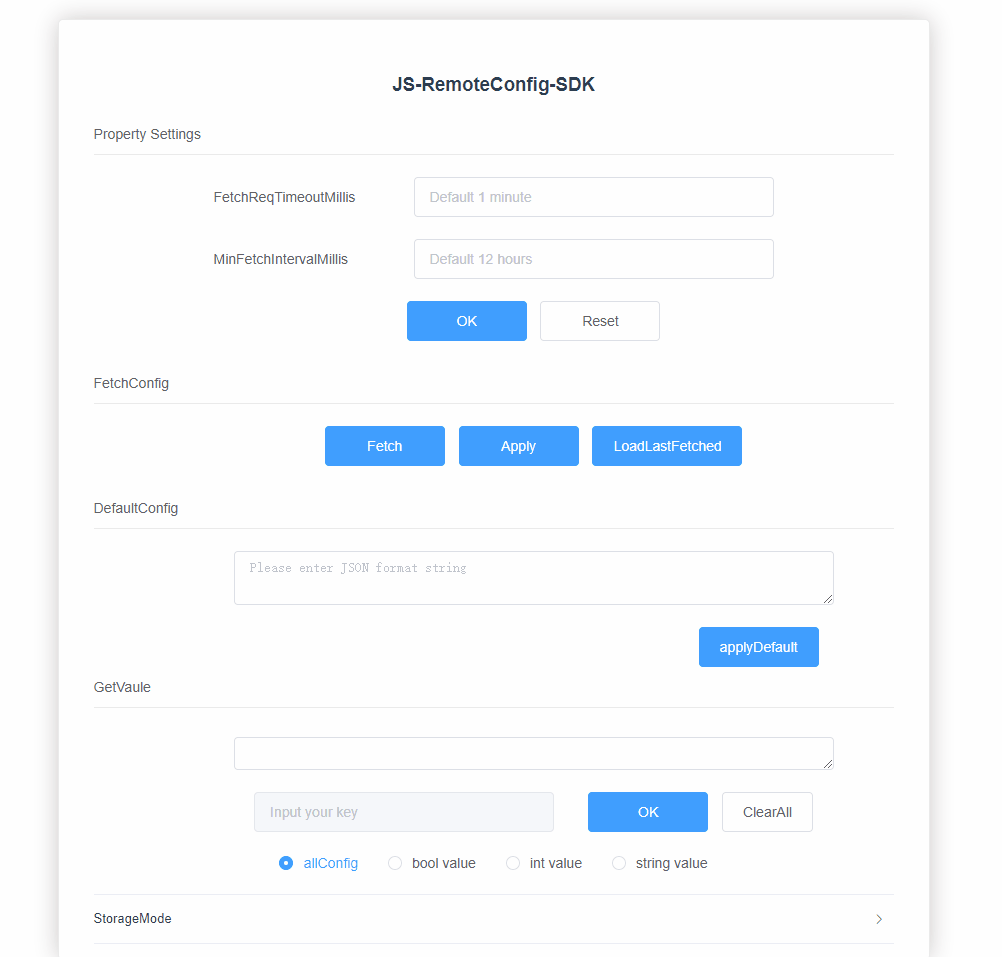 JS-RemoteConfig-SDK
Property Settings
FetchReqTimeoutMillis Default 1 minute
MinFetchIntervalMillis Default 12 hours
OK Reset
FetchConfig
Fetch Apply LoadLastFetched
DefaultConfig
Please enter JSON format string
applyDefault
GetVaule
Input your key OK ClearAll
allConfig bool value int value string value
StorageMode